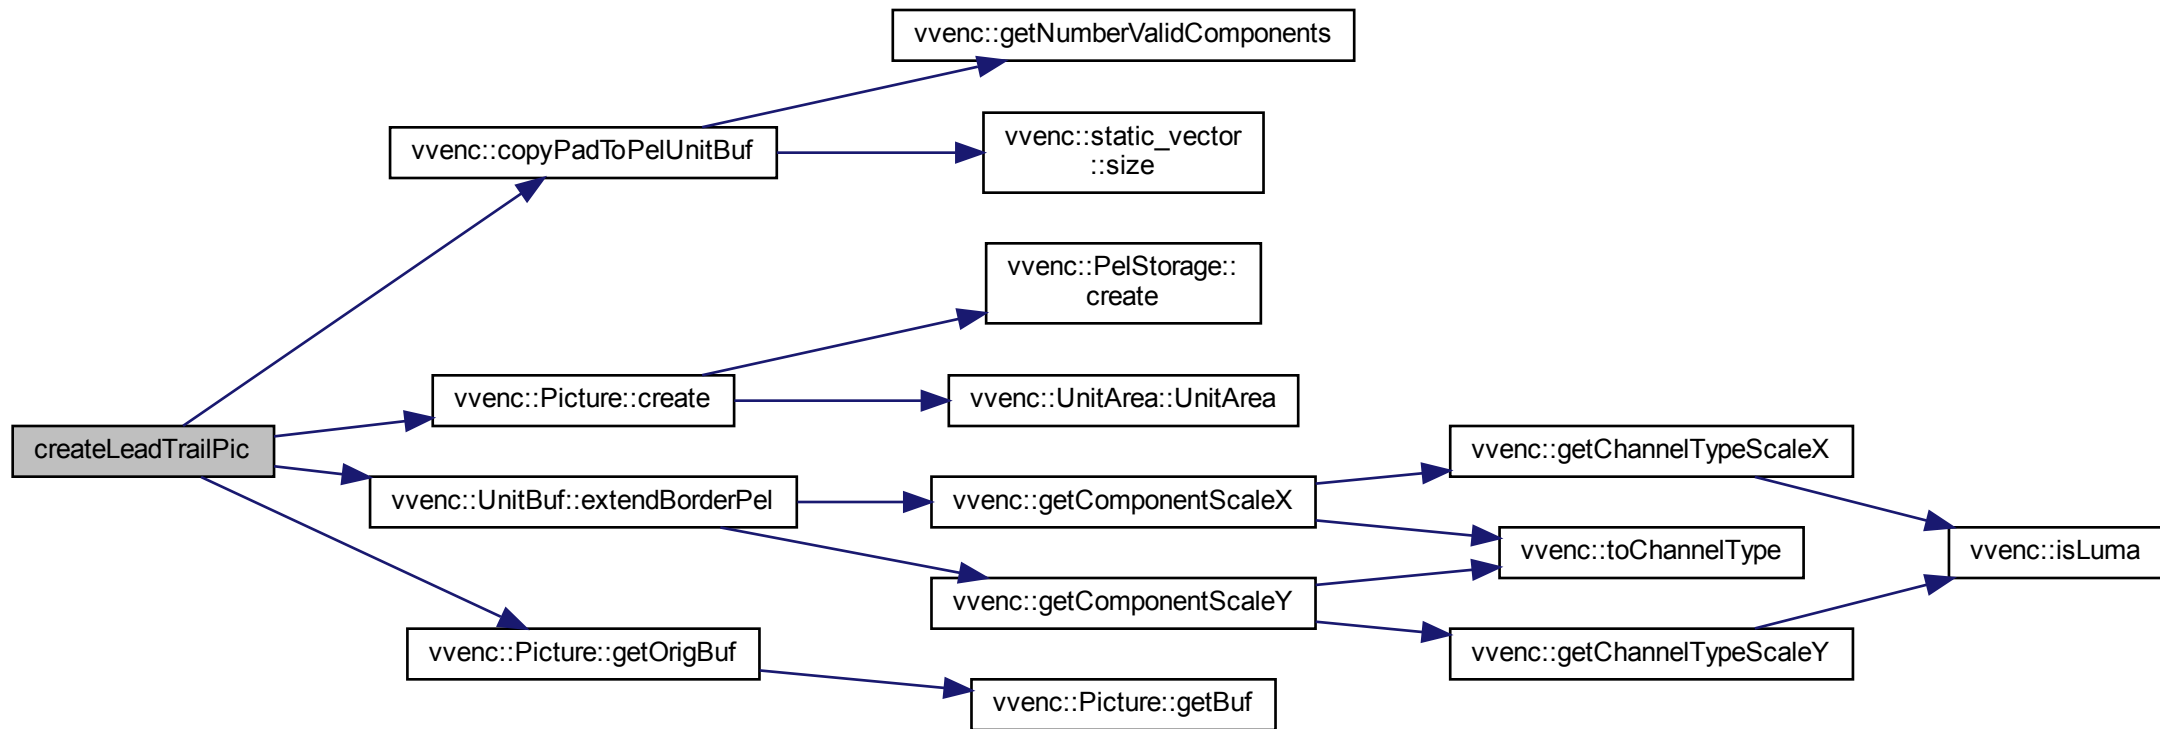 vvenc::getNumberValidComponents
vvenc::copyPadToPelUnitBuf
vvenc::static_vector
::size
vvenc::PelStorage::
create
vvenc::Picture::create
vvenc::UnitArea::UnitArea
createLeadTrailPic
vvenc::getChannelTypeScaleX
vvenc::UnitBuf::extendBorderPel
vvenc::getComponentScaleX
vvenc::toChannelType
vvenc::isLuma
vvenc::getComponentScaleY
vvenc::Picture::getOrigBuf
vvenc::getChannelTypeScaleY
vvenc::Picture::getBuf